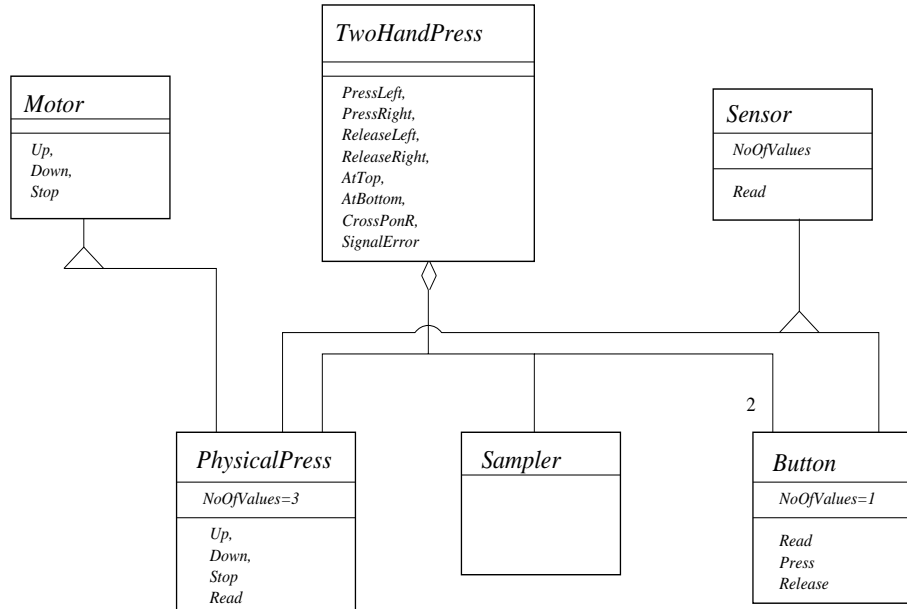 TwoHandPress
PressLeft,
PressRight,
ReleaseLeft,
ReleaseRight,
AtTop,
AtBottom,
CrossPonR,
SignalError
Motor
Up,
Down,
Stop
Sensor
NoOfValues
Read
2
PhysicalPress
NoOfValues=3
Up,
Down,
Stop
Read
Sampler
Button
NoOfValues=1
Read
Press
Release